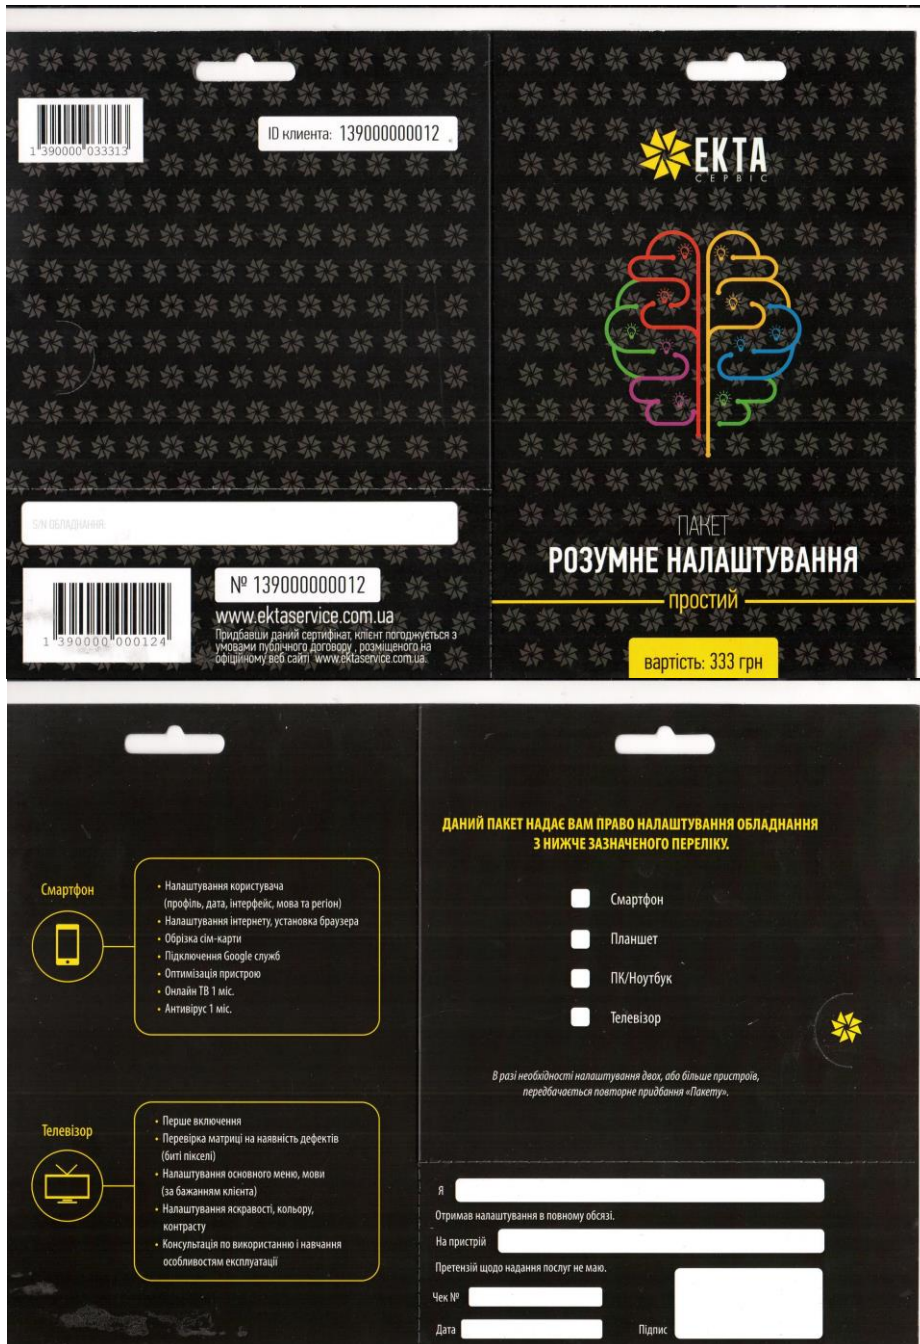 1 390000 033313
ID клиента: 139000000012
S/N ОБЛАДНАННЯ:
1 390000 000124
№ 139000000012
www.ektaservice.com.ua
Придбавши даний сертифікат, клієнт погоджується з
умовами публічного договору , розміщеного на
офіційному веб сайті www.ektaservice.com.ua.
ЕКТА
СЕРВІС
ПАКЕТ
РОЗУМНЕ НАЛАШТУВАННЯ
простий
вартість: 333 грн
Смартфон
• Налаштування користувача
(профіль, дата, інтерфейс, мова та регіон)
• Налаштування інтернету, установка браузера
• Обрізка сім-карти
• Підключення Google служб
• Оптимізація пристрою
• Онлайн ТВ 1 міс.
• Антивірус 1 міс.
Телевізор
• Перше включення
• Перевірка матриці на наявність дефектів
(биті пікселі)
• Налаштування основного меню, мови
(за бажанням клієнта)
• Налаштування яскравості, кольору,
контрасту
• Консультація по використанню і навчання
особливостям експлуатації
ДАНИЙ ПАКЕТ НАДАЄ ВАМ ПРАВО НАЛАШТУВАННЯ ОБЛАДНАННЯ
З НИЖЧЕ ЗАЗНАЧЕНОГО ПЕРЕЛІКУ.
Смартфон
Планшет
ПК/Ноутбук
Телевізор
В разі необхідності налаштування двох, або більше пристроїв,
передбачається повторне придбання «Пакету».
Я
Отримав налаштування в повному обсязі.
На пристрій
Претензій щодо надання послуг не маю.
Чек №
Дата
Підпис